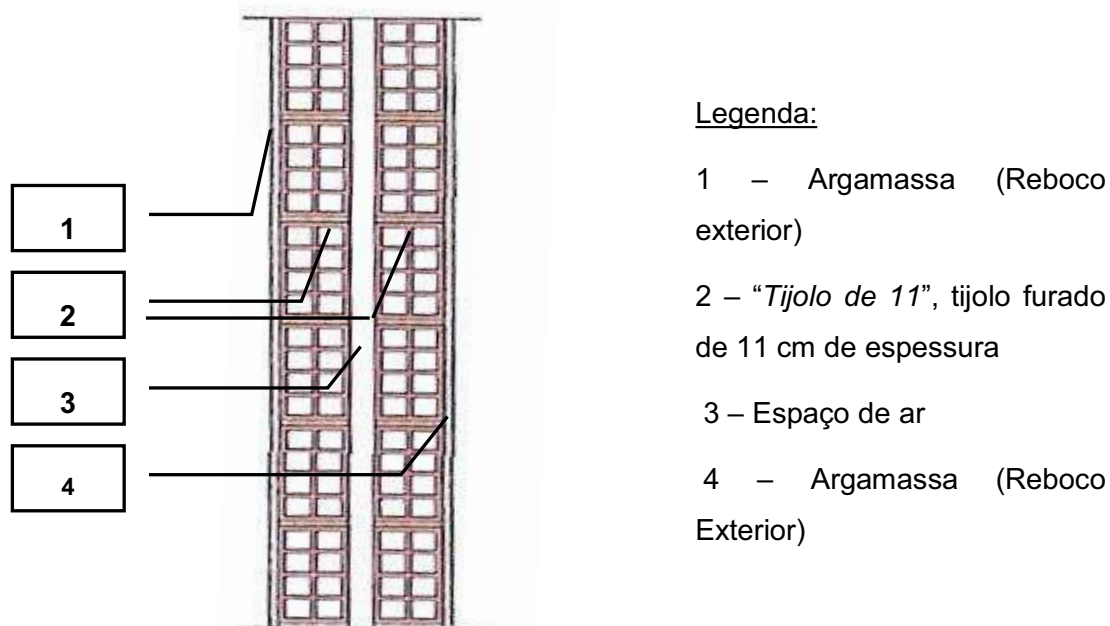 1
2
3
4
Legenda:
1 – Argamassa (Reboco
exterior)
2 – “Tijolo de 11”, tijolo furado
de 11 cm de espessura
3 – Espaço de ar
4 – Argamassa (Reboco
Exterior)